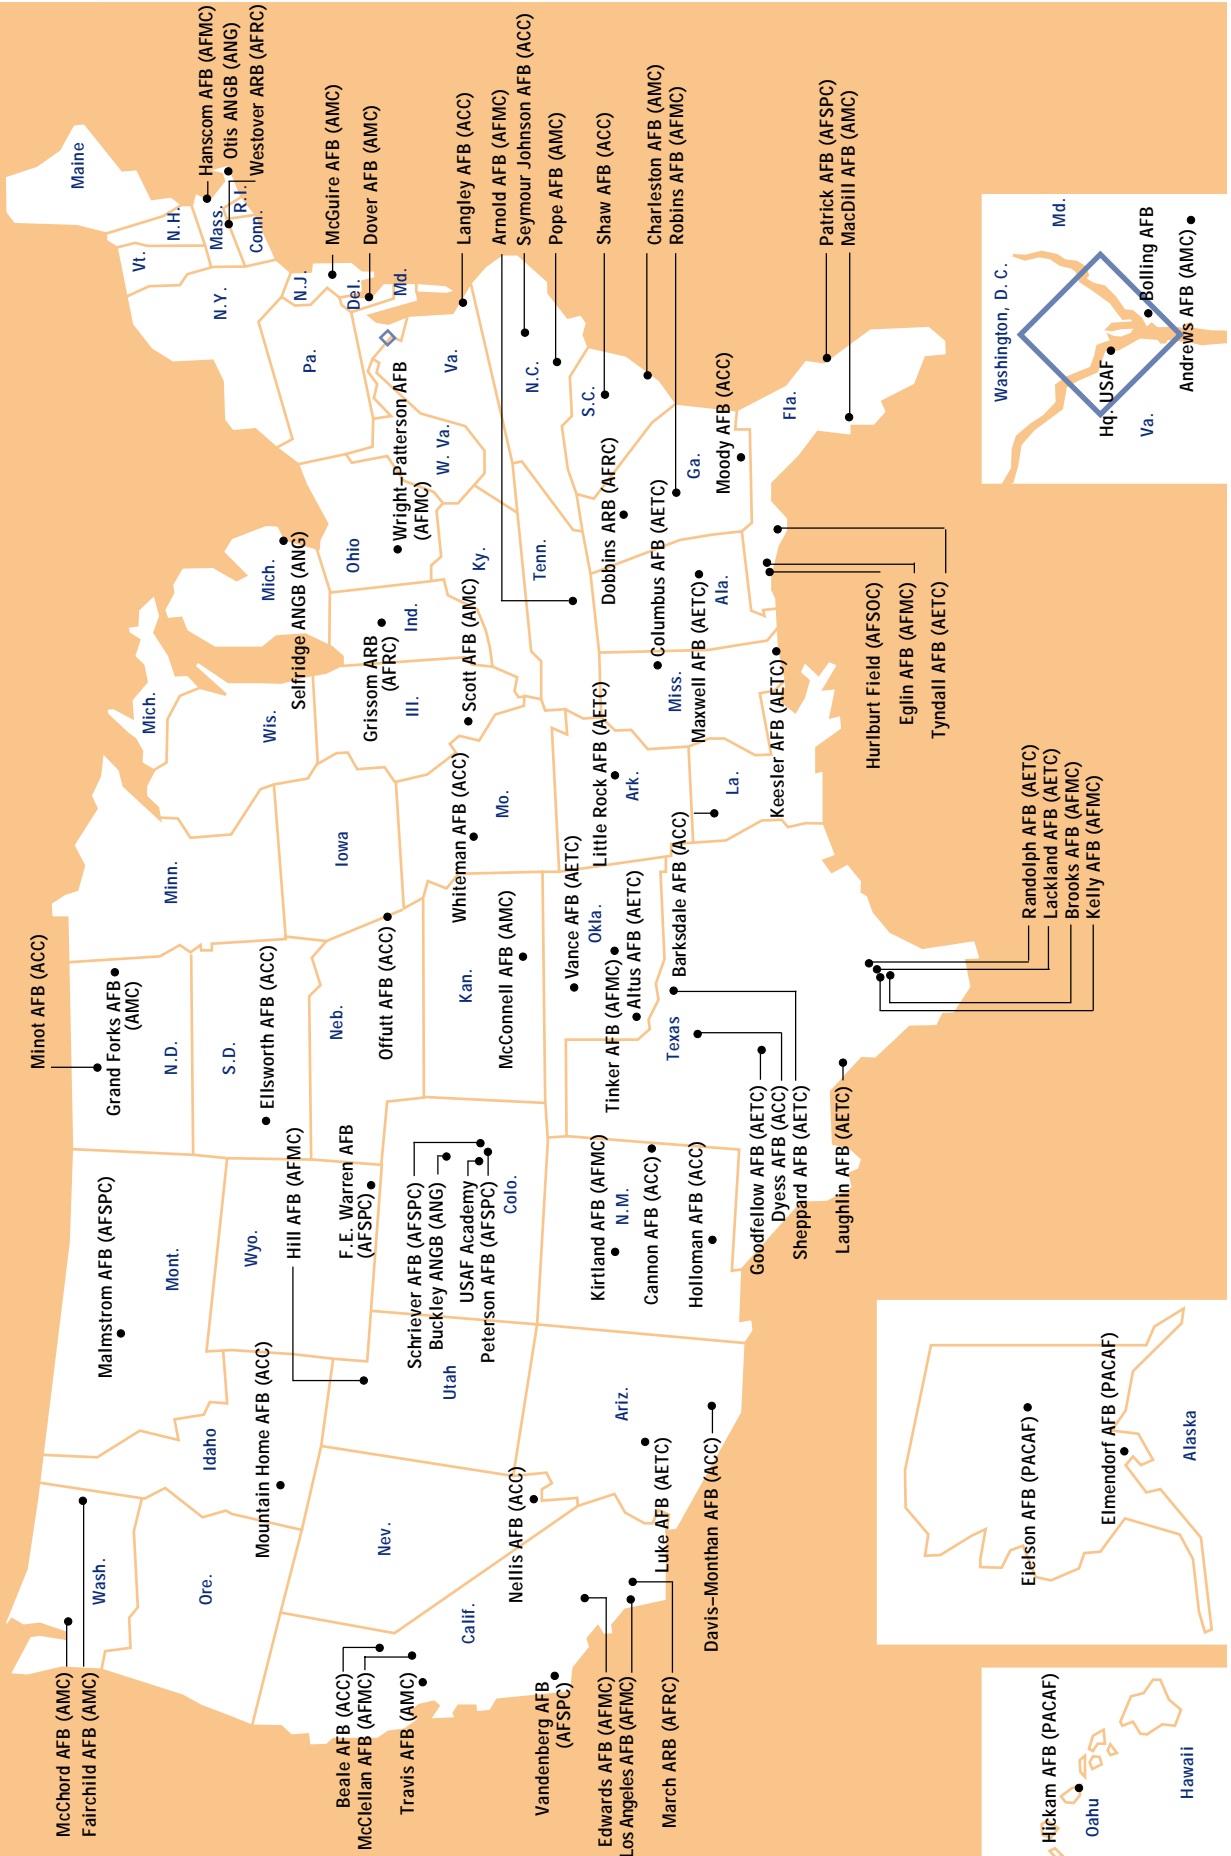 McChord AFB (AMC)
Fairchild AFB (AMC)
Wash.
Ore.
Idaho
Mountain Home AFB (ACC)
Malmstrom AFB (AFSPC)
Mont.
Wyo.
Hill AFB (AFMC)
F.E. Warren AFB
(AFSPC)
Minot AFB (ACC)
Grand Forks AFB
(AMC)
N.D.
S.D.
Ellsworth AFB (ACC)
Neb.
Offutt AFB (ACC)
Minn.
Iowa
Wis.
Mich.
Mich.
Selfridge ANGB (ANG)
Beale AFB (ACC)
McClellan AFB (AFMC)
Travis AFB (AMC)
Vandenberg AFB
(AFSPC)
Edwards AFB (AFMC)
Los Angeles AFB (AFMC)
March ARB (AFRC)
Calif.
Nev.
Nellis AFB (ACC)
Utah
Ariz.
Luke AFB (AETC)
Davis–Monthan AFB (ACC)
Schriever AFB (AFSPC)
Buckley ANGB (ANG)
USAF Academy
Peterson AFB (AFSPC)
Colo.
Kirtland AFB (AFMC)
N.M.
Cannon AFB (ACC)
Holloman AFB (ACC)
Kan.
McConnell AFB (AMC)
Vance AFB (AETC)
Okla.
Tinker AFB (AFMC)
Altus AFB (AETC)
Texas
Goodfellow AFB (AETC)
Dyess AFB (ACC)
Sheppard AFB (AETC)
Laughlin AFB (AETC)
Randolph AFB (AETC)
Lackland AFB (AETC)
Brooks AFB (AFMC)
Kelly AFB (AFMC)
Whiteman AFB (ACC)
Mo.
Little Rock AFB (AETC)
Ark.
Barksdale AFB (ACC)
La.
Keesler AFB (AETC)
Miss.
Columbus AFB (AETC)
Maxwell AFB (AETC)
Ala.
Scott AFB (AMC)
Ill.
Grissom ARB
(AFRC)
Ind.
Ohio
Wright–Patterson AFB
(AFMC)
Ky.
Tenn.
Arnold AFB (AFMC)
W. Va.
Va.
Langley AFB (ACC)
N.C.
Seymour Johnson AFB (ACC)
Pope AFB (AMC)
S.C.
Shaw AFB (ACC)
Charleston AFB (AMC)
Robins AFB (AFMC)
Dobbins ARB (AFRC)
Ga.
Moody AFB (ACC)
Fla.
Patrick AFB (AFSPC)
MacDill AFB (AMC)
Hurlburt Field (AFSOC)
Eglin AFB (AFMC)
Tyndall AFB (AETC)
Maine
N.H.
Vt.
Mass.
R.I.
Conn.
N.Y.
Pa.
N.J.
Del.
Md.
Hanscom AFB (AFMC)
Otis ANGB (ANG)
Westover ARB (AFRC)
McGuire AFB (AMC)
Dover AFB (AMC)
Hickam AFB (PACAF)
Oahu
Hawaii
Eielson AFB (PACAF)
Elmendorf AFB (PACAF)
Alaska
Washington, D. C.
Md.
Hq. USAF
Bolling AFB
Va.
Andrews AFB (AMC)